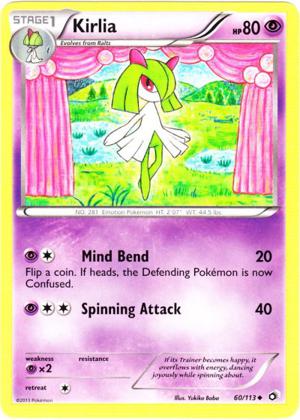 STAGE1
Kirlia
HP80
Evolves from Ralts
NO. 281 Emotion Pokémon HT. 2'07" WT. 44.5 lbs.
Mind Bend 20
Flip a coin. If heads, the Defending Pokémon is now
Confused.
Spinning Attack 40
weakness resistance
×2
retreat
If its Trainer becomes happy, it
overflows with energy, dancing
joyously while spinning about.
©2013 Pokémon
Illus. Yukiko Baba
60/113